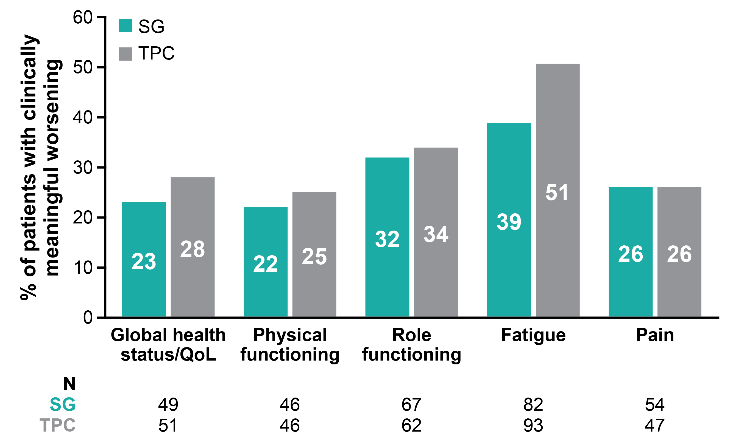 60
50
40
30
20
10
0
% of patients with clinically
meaningful worsening
SG
TPC
23 28 22 25 32 34 39 51 26 26
Global health
status/QoL
Physical
functioning
Role
functioning
Fatigue
Pain
N
SG 49 46 67 82 54
TPC 51 46 62 93 47